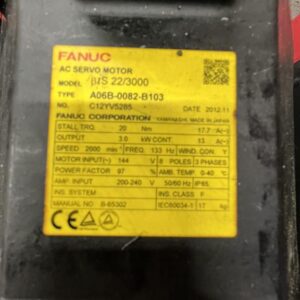 FANUC
AC SERVO MOTOR
MODEL βiS 22/3000
TYPE A06B-0082-B103
NO. C12YV5285 DATE 2012.11
FANUC CORPORATION YAMANASHI, MADE IN JAPAN
STALL TRQ. 20 Nm 17.7 A(~)
OUTPUT 3.0 kW CONT. 13 A(~)
SPEED 2000 min⁻¹ FREQ. 133 Hz WIND. CON. Y
MOTOR INPUT(~) 144 V 8 POLES 3 PHASES
POWER FACTOR 97 % AMB. TEMP. 0-40 ℃
AMP. INPUT 200-240 V 50/60 Hz IP65
INS. SYSTEM INS. CLASS F
MANUAL NO B-65302 IEC60034-1 17 kg
CE